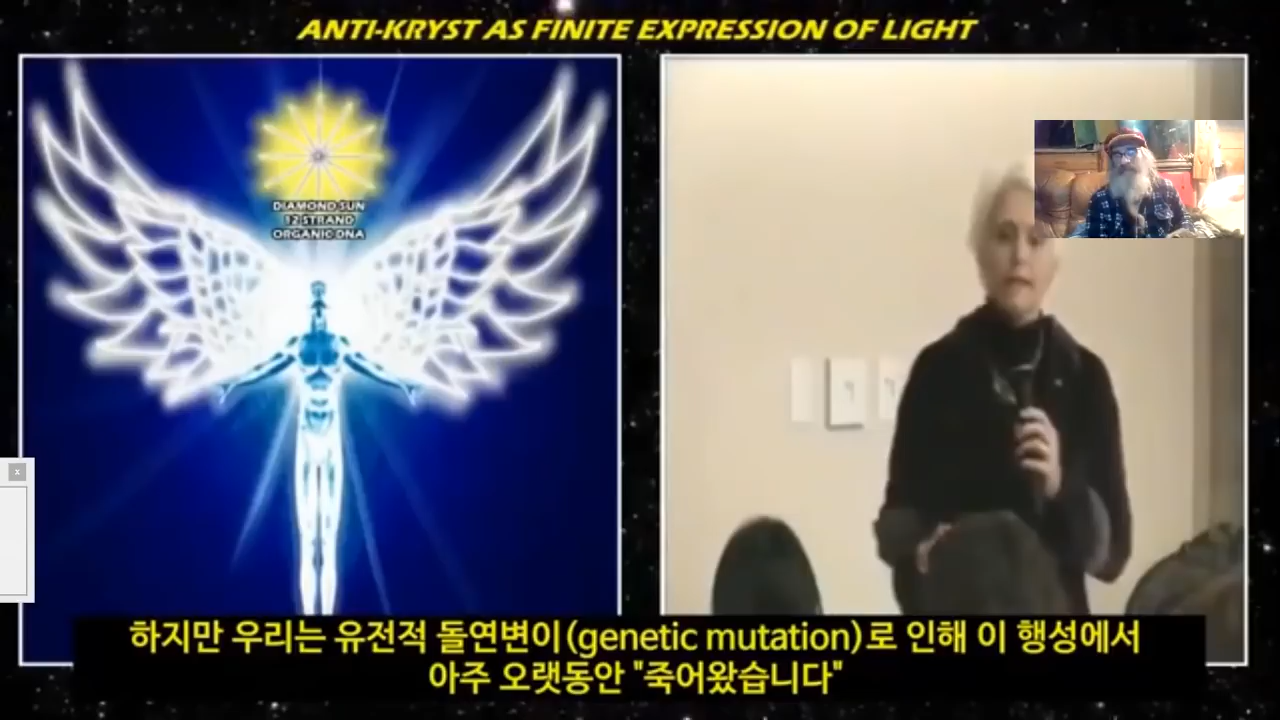 ANTI-KRYST AS FINITE EXPRESSION OF LIGHT
DIAMOND SUN
12 STRAND
ORGANIC DNA
x
하지만 우리는 유전적 돌연변이(genetic mutation)로 인해 이 행성에서
아주 오랫동안 "죽어왔습니다"